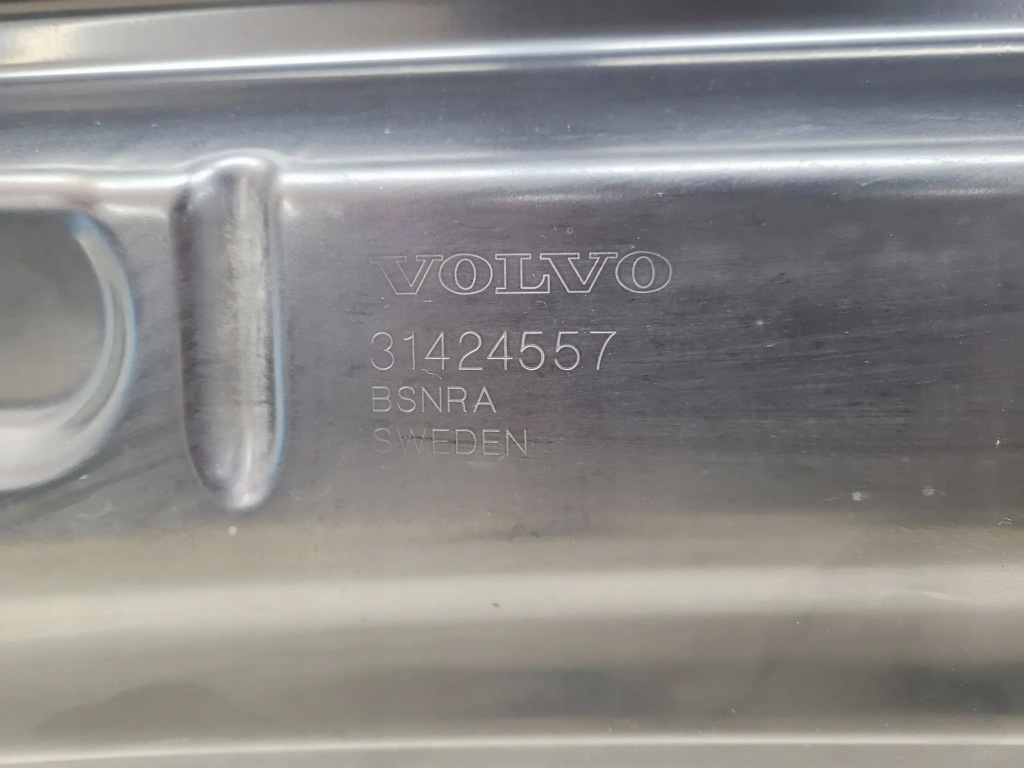 VOLVO
31424557
BSNRA
SWEDEN